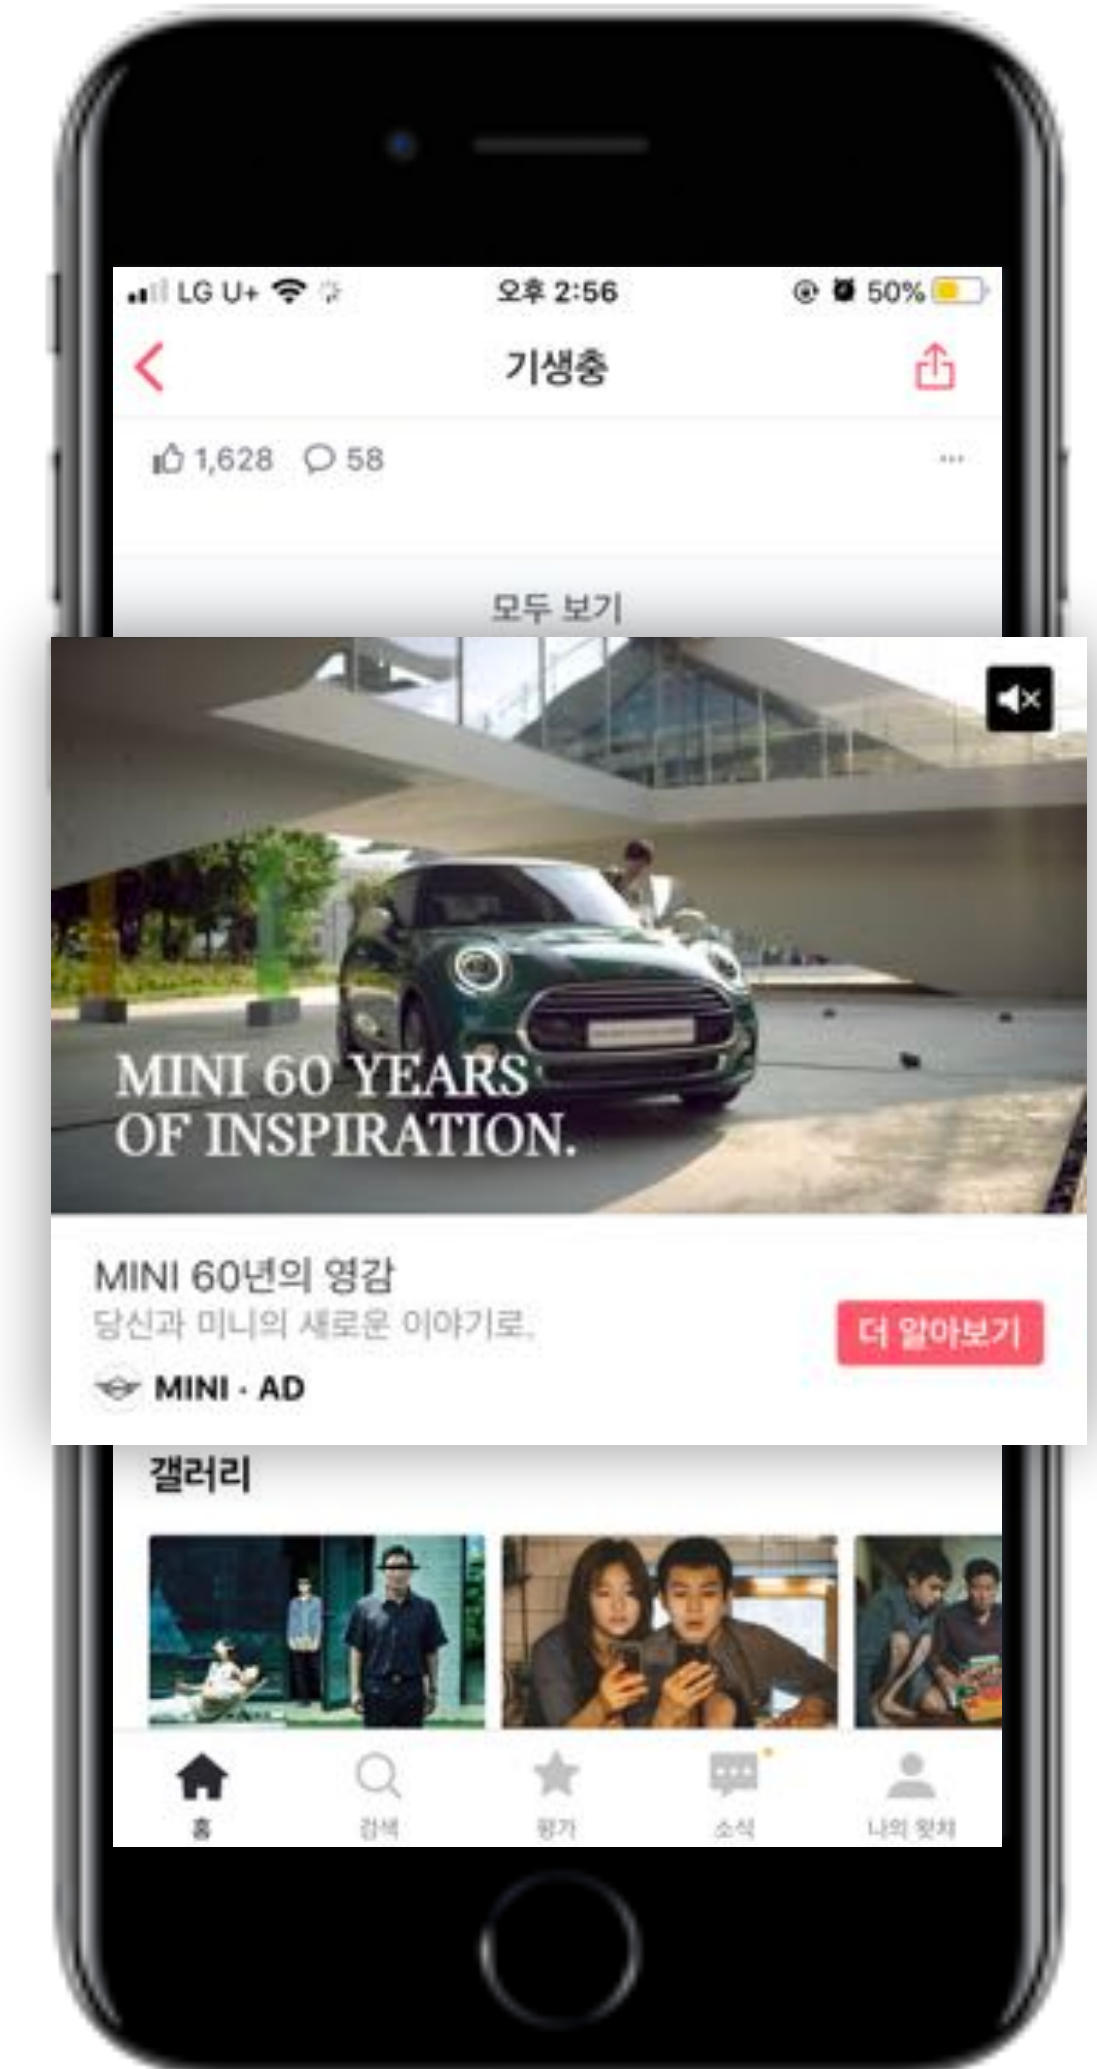 LG U+ 오후 2:56 50%
기생충
1,628 58
모두 보기
MINI 60 YEARS
OF INSPIRATION.
MINI 60년의 영감
당신과 미니의 새로운 이야기로.
더 알아보기
MINI · AD
갤러리
홈 검색 평가 소식 나의 왓챠